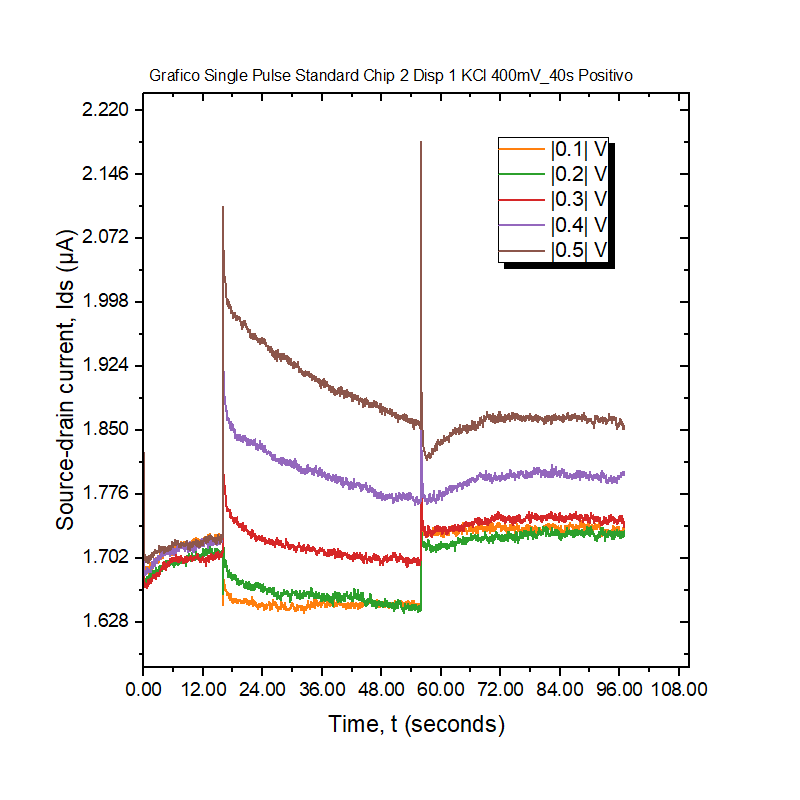 Grafico Single Pulse Standard Chip 2 Disp 1 KCl 400mV_40s Positivo
2.220
2.146
2.072
1.998
1.924
1.850
1.776
1.702
1.628
Source-drain current, Ids (µA)
|0.1| V
|0.2| V
|0.3| V
|0.4| V
|0.5| V
0.00 12.00 24.00 36.00 48.00 60.00 72.00 84.00 96.00 108.00
Time, t (seconds)